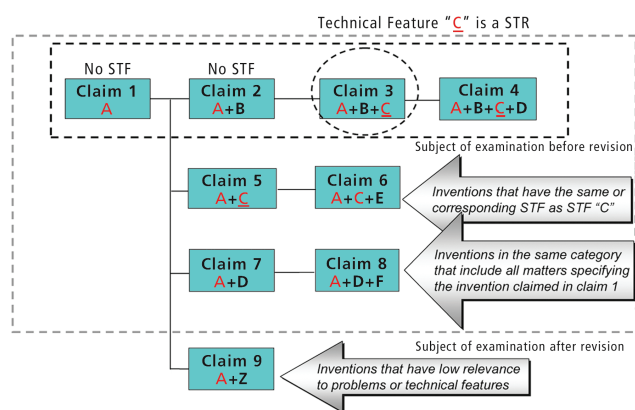 Technical Feature “C” is a STR
No STF
No STF
Claim 1
A
Claim 2
A+B
Claim 3
A+B+C
Claim 4
A+B+C+D
Subject of examination before revision
Claim 5
A+C
Claim 6
A+C+E
Inventions that have the same or
corresponding STF as STF “C”
Claim 7
A+D
Claim 8
A+D+F
Inventions in the same category
that include all matters specifying
the invention claimed in claim 1
Subject of examination after revision
Claim 9
A+Z
Inventions that have low relevance
to problems or technical features